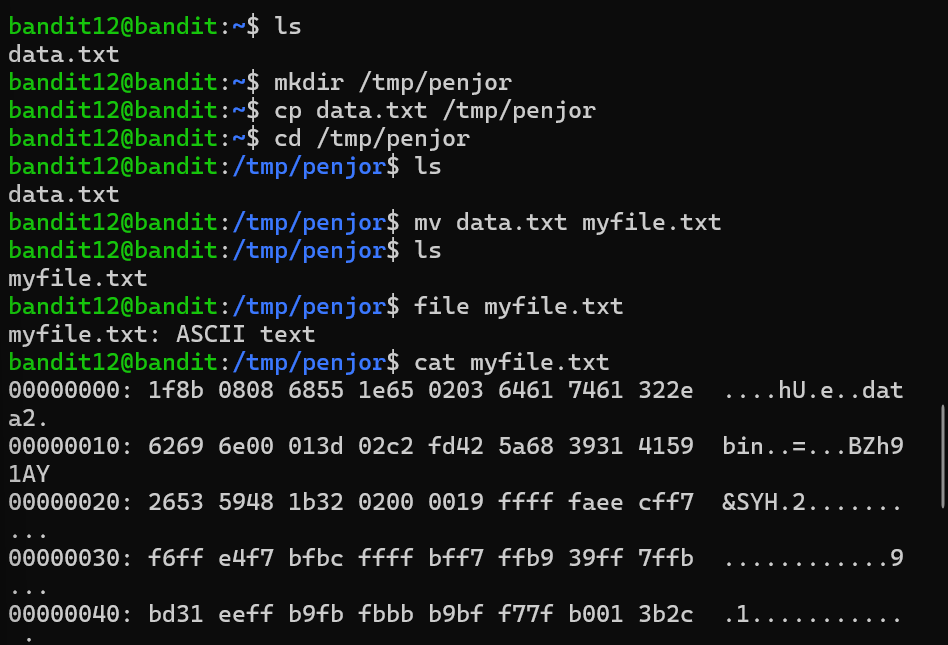 bandit12@bandit:~$ ls
data.txt
bandit12@bandit:~$ mkdir /tmp/penjor
bandit12@bandit:~$ cp data.txt /tmp/penjor
bandit12@bandit:~$ cd /tmp/penjor
bandit12@bandit:/tmp/penjor$ ls
data.txt
bandit12@bandit:/tmp/penjor$ mv data.txt myfile.txt
bandit12@bandit:/tmp/penjor$ ls
myfile.txt
bandit12@bandit:/tmp/penjor$ file myfile.txt
myfile.txt: ASCII text
bandit12@bandit:/tmp/penjor$ cat myfile.txt
00000000: 1f8b 0808 6855 1e65 0203 6461 7461 322e  ....hU.e..dat
a2.
00000010: 6269 6e00 013d 02c2 fd42 5a68 3931 4159  bin..=...BZh9
1AY
00000020: 2653 5948 1b32 0200 0019 ffff faee cff7  &SYH.2.......
...
00000030: f6ff e4f7 bfbc ffff bff7 ffb9 39ff 7ffb  ............9
...
00000040: bd31 eeff b9fb fbbb b9bf f77f b001 3b2c  .1...........
 .